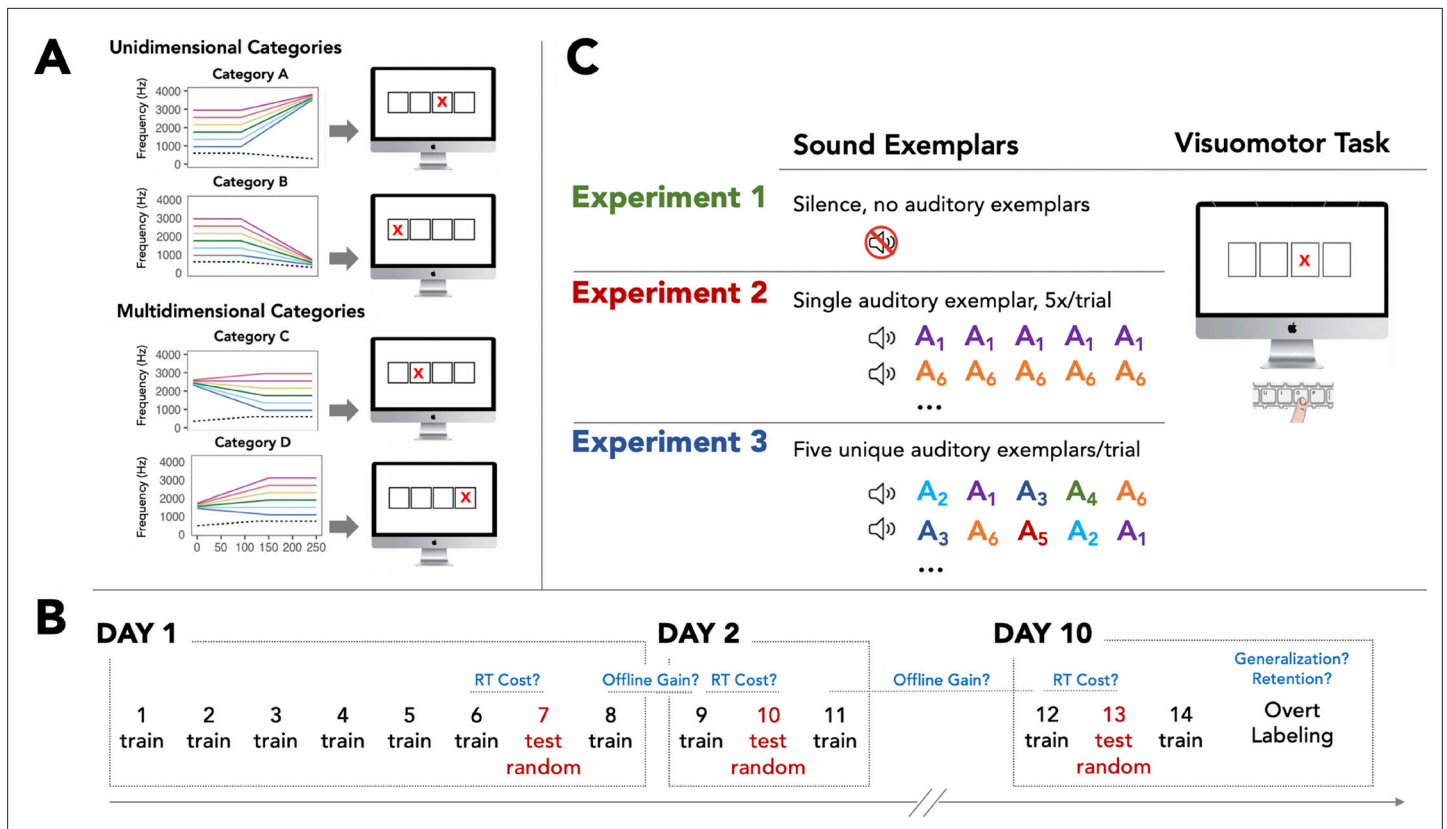 A
Unidimensional Categories
Category A
Frequency (Hz)
4000
3000
2000
1000
0
X
Category B
Frequency (Hz)
4000
3000
2000
1000
0
X
Multidimensional Categories
Category C
Frequency (Hz)
4000
3000
2000
1000
0
X
Category D
Frequency (Hz)
4000
3000
2000
1000
0
0 50 100 150 200 250
X
C
Sound Exemplars Visuomotor Task
Experiment 1
Silence, no auditory exemplars
Experiment 2
Single auditory exemplar, 5x/trial
A1 A1 A1 A1 A1
A6 A6 A6 A6 A6
...
Experiment 3
Five unique auditory exemplars/trial
A2 A1 A3 A4 A6
A3 A6 A5 A2 A1
...
X
U I O P
B
DAY 1 DAY 2 DAY 10
RT Cost? Offline Gain? RT Cost? Offline Gain? RT Cost? Generalization?
Retention?
1 2 3 4 5 6 7 8 9 10 11 12 13 14 Overt
train train train train train train test train train test train train test train Labeling
random random random